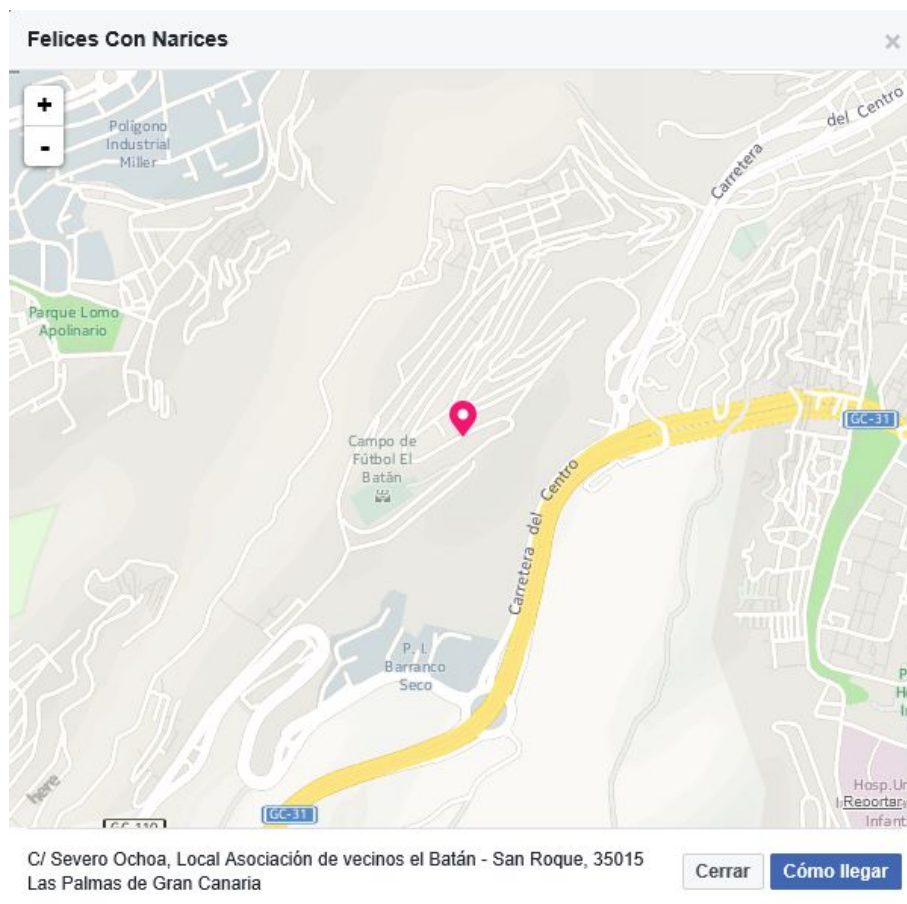 Felices Con Narices
×
+
-
Polígono
Industrial
Miller
del Centro
Carretera
Parque Lomo
Apolinario
GC-31
Campo de
Fútbol El
Batán
Carretera del Centro
P. I.
Barranco
Seco
here
Hosp.Un
Reportar
Infant
GC-31
GC-110
C/ Severo Ochoa, Local Asociación de vecinos el Batán - San Roque, 35015
Las Palmas de Gran Canaria
Cerrar
Cómo llegar